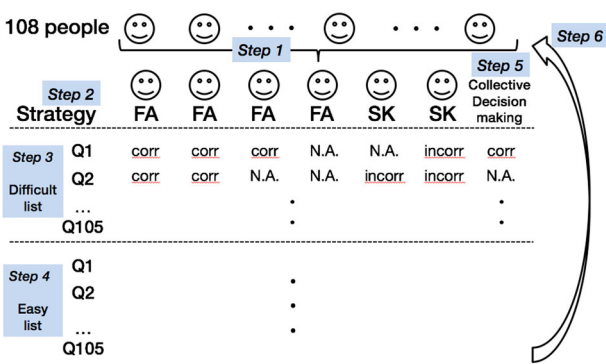 108 people
Step 6
Step 1
Step 5
Collective
Decision
making
Step 2
Strategy FA FA FA FA SK SK
Step 3
Difficult
list
Q1 corr corr corr N.A. N.A. incorr corr
Q2 corr corr N.A. N.A. incorr incorr N.A.
...
Q105
Step 4
Easy
list
Q1
Q2
...
Q105